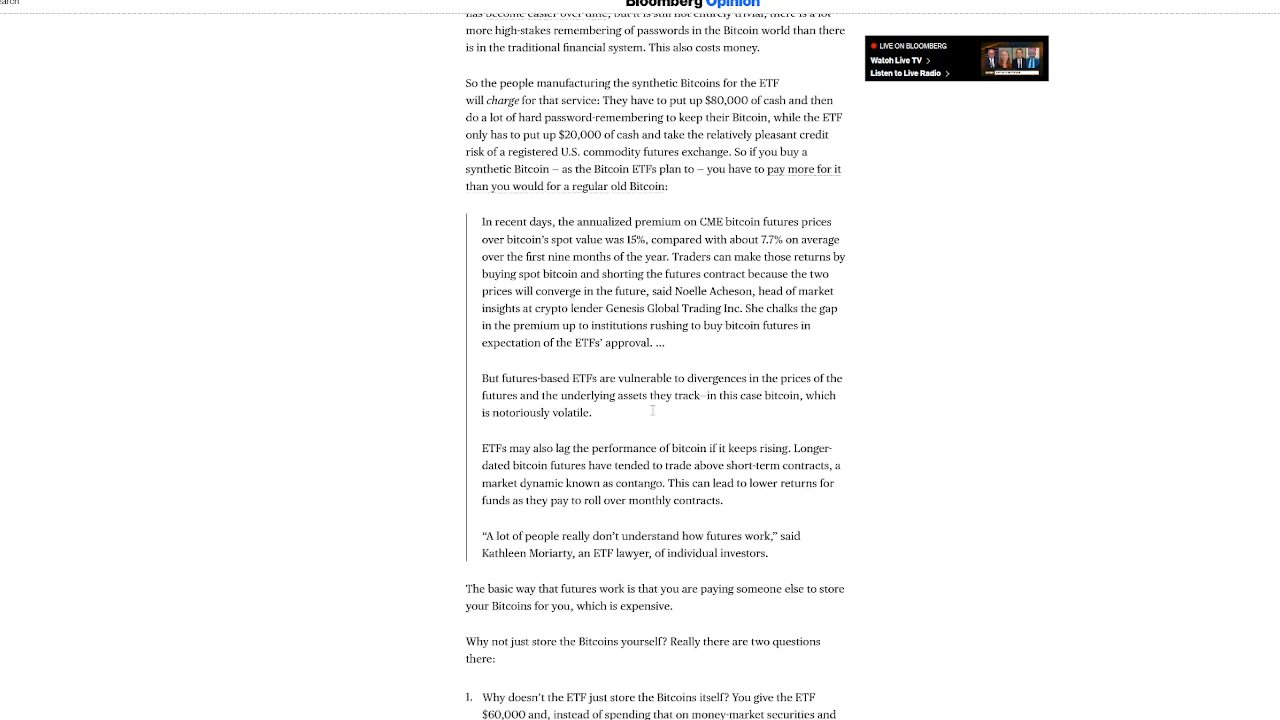 earch
Bloomberg Opinion
has become easier over time, but it is still not entirely trivial, there is a lot
more high-stakes remembering of passwords in the Bitcoin world than there
is in the traditional financial system. This also costs money.
LIVE ON BLOOMBERG
Watch Live TV >
Listen to Live Radio >
So the people manufacturing the synthetic Bitcoins for the ETF
will charge for that service: They have to put up $80,000 of cash and then
do a lot of hard password-remembering to keep their Bitcoin, while the ETF
only has to put up $20,000 of cash and take the relatively pleasant credit
risk of a registered U.S. commodity futures exchange. So if you buy a
synthetic Bitcoin — as the Bitcoin ETFs plan to — you have to pay more for it
than you would for a regular old Bitcoin:
In recent days, the annualized premium on CME bitcoin futures prices
over bitcoin’s spot value was 15%, compared with about 7.7% on average
over the first nine months of the year. Traders can make those returns by
buying spot bitcoin and shorting the futures contract because the two
prices will converge in the future, said Noelle Acheson, head of market
insights at crypto lender Genesis Global Trading Inc. She chalks the gap
in the premium up to institutions rushing to buy bitcoin futures in
expectation of the ETFs’ approval. …
But futures-based ETFs are vulnerable to divergences in the prices of the
futures and the underlying assets they track—in this case bitcoin, which
is notoriously volatile.
ETFs may also lag the performance of bitcoin if it keeps rising. Longer-
dated bitcoin futures have tended to trade above short-term contracts, a
market dynamic known as contango. This can lead to lower returns for
funds as they pay to roll over monthly contracts.
“A lot of people really don’t understand how futures work,” said
Kathleen Moriarty, an ETF lawyer, of individual investors.
The basic way that futures work is that you are paying someone else to store
your Bitcoins for you, which is expensive.
Why not just store the Bitcoins yourself? Really there are two questions
there:
1. Why doesn’t the ETF just store the Bitcoins itself? You give the ETF
$60,000 and, instead of spending that on money-market securities and